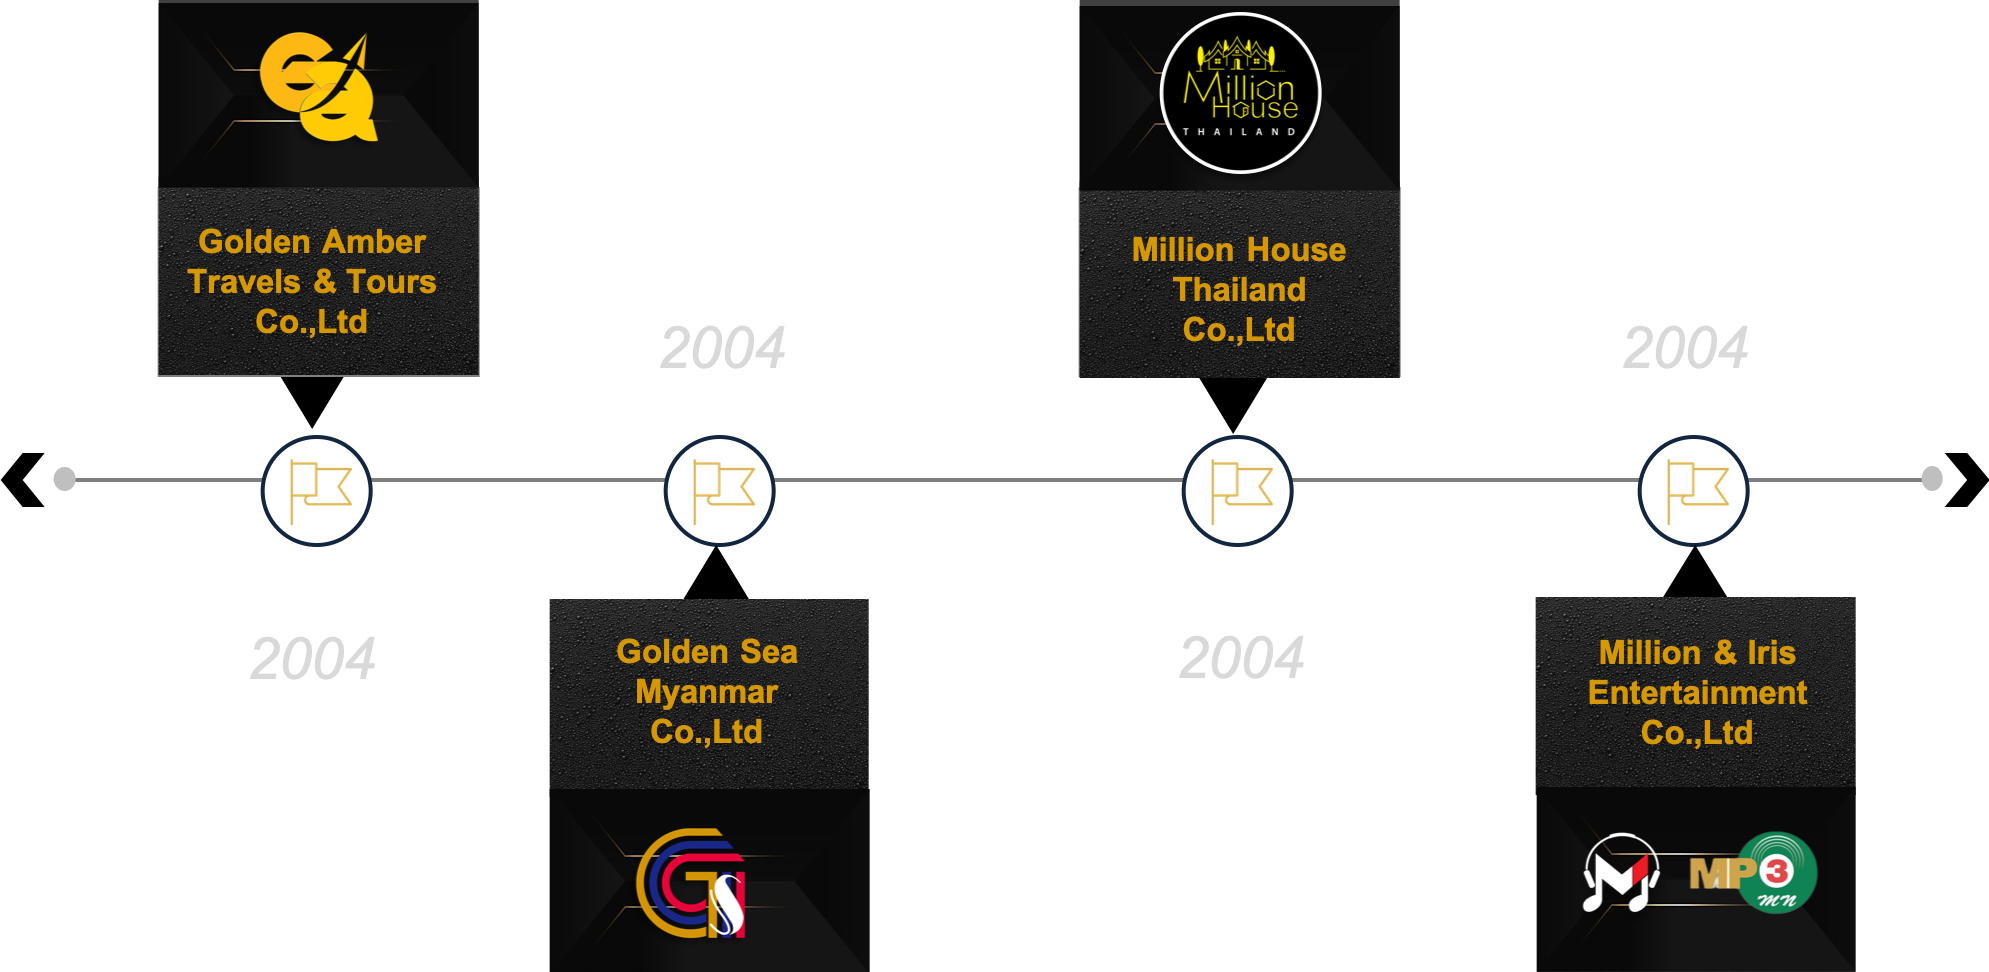 Golden Amber
Travels & Tours
Co.,Ltd
2004
2004
Golden Sea
Myanmar
Co.,Ltd
Million
House
THAILAND
Million House
Thailand
Co.,Ltd
2004
2004
Million & Iris
Entertainment
Co.,Ltd
MP3
MN